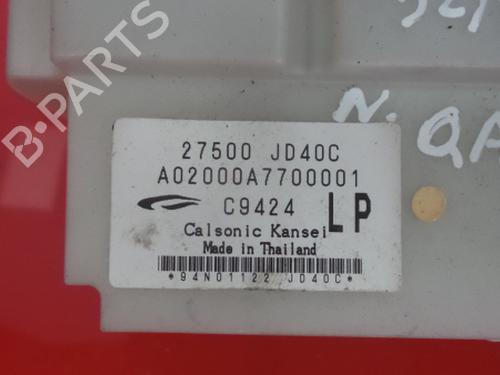 B-PARTS
N. QA
27500 JD40C
A02000A7700001
C9424 LP
Calsonic Kansei
Made in Thailand
*94N01122 JD40C*